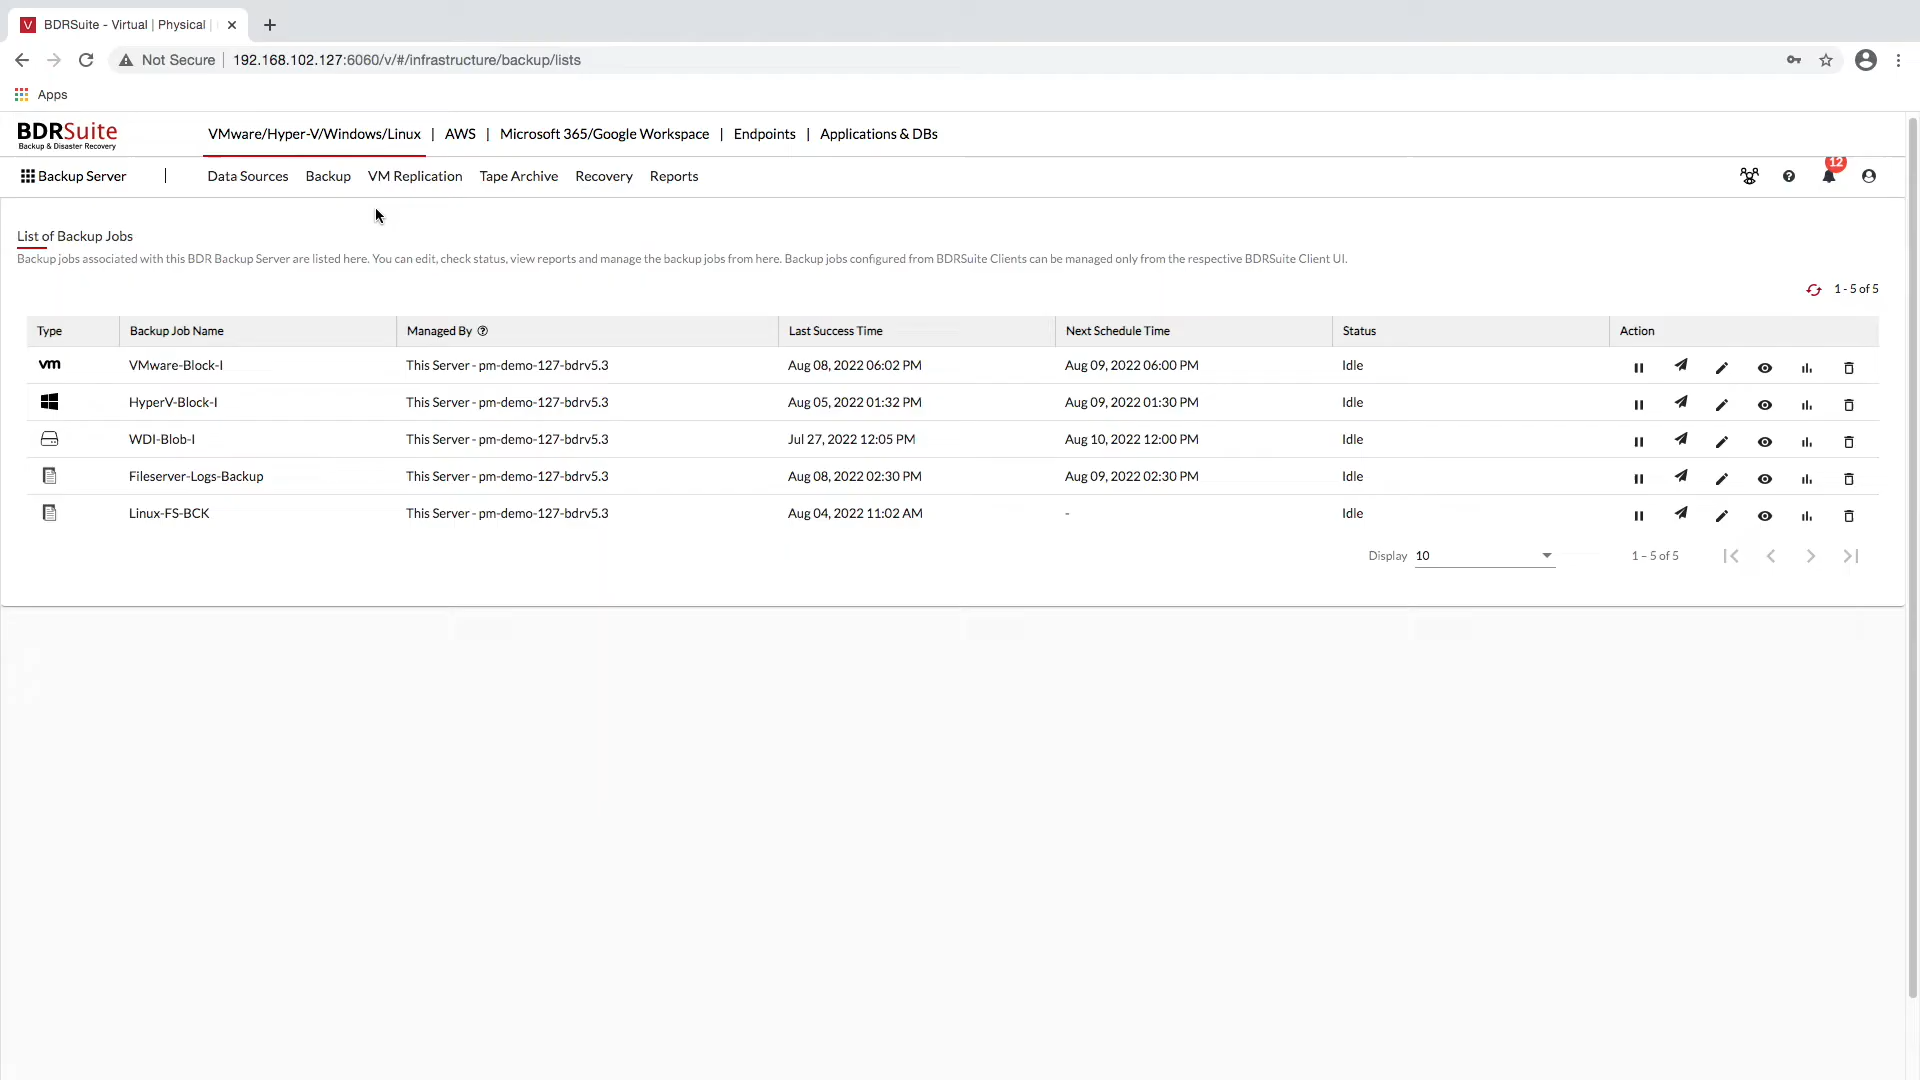 BDRSuite - Virtual | Physical |
Not Secure | 192.168.102.127:6060/v/#/infrastructure/backup/lists
Apps
BDRSuite
Backup & Disaster Recovery
VMware/Hyper-V/Windows/Linux | AWS | Microsoft 365/Google Workspace | Endpoints | Applications & DBs
Backup Server | Data Sources Backup VM Replication Tape Archive Recovery Reports 12
List of Backup Jobs
Backup jobs associated with this BDR Backup Server are listed here. You can edit, check status, view reports and manage the backup jobs from here. Backup jobs configured from BDRSuite Clients can be managed only from the respective BDRSuite Client UI.
1 - 5 of 5
Type Backup Job Name Managed By Last Success Time Next Schedule Time Status Action
vm VMware-Block-I This Server - pm-demo-127-bdrv5.3 Aug 08, 2022 06:02 PM Aug 09, 2022 06:00 PM Idle
HyperV-Block-I This Server - pm-demo-127-bdrv5.3 Aug 05, 2022 01:32 PM Aug 09, 2022 01:30 PM Idle
WDI-Blob-I This Server - pm-demo-127-bdrv5.3 Jul 27, 2022 12:05 PM Aug 10, 2022 12:00 PM Idle
Fileserver-Logs-Backup This Server - pm-demo-127-bdrv5.3 Aug 08, 2022 02:30 PM Aug 09, 2022 02:30 PM Idle
Linux-FS-BCK This Server - pm-demo-127-bdrv5.3 Aug 04, 2022 11:02 AM - Idle
Display 10 1 – 5 of 5